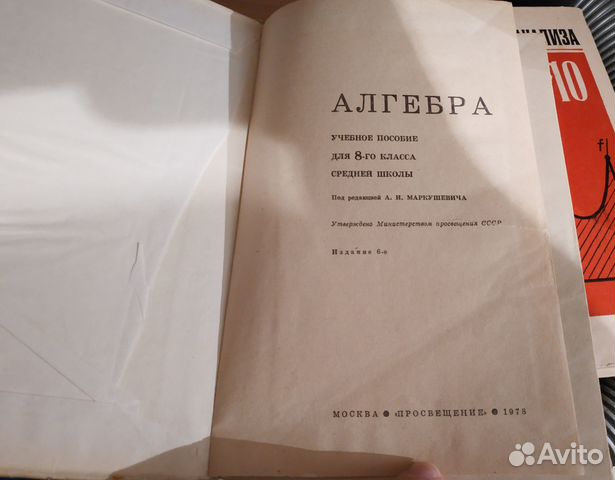 АЛГЕБРА
УЧЕБНОЕ ПОСОБИЕ
ДЛЯ 8-ГО КЛАССА
СРЕДНЕЙ ШКОЛЫ
Под редакцией А. И. МАРКУШЕВИЧА
Утверждено Министерством просвещения СССР
Издание 6-е
МОСКВА ● «ПРОСВЕЩЕНИЕ» ● 1978
АЛИЗА
10
f
Avito